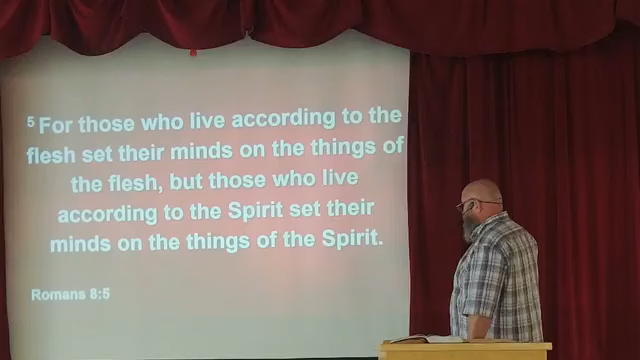 5 For those who live according to the
flesh set their minds on the things of
the flesh, but those who live
according to the Spirit set their
minds on the things of the Spirit.
Romans 8:5